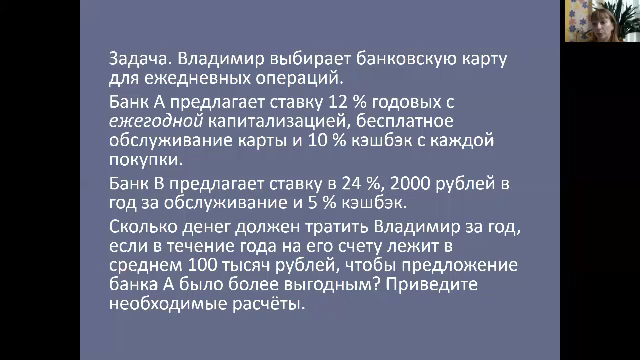 Задача. Владимир выбирает банковскую карту
для ежедневных операций.
Банк А предлагает ставку 12 % годовых с
ежегодной капитализацией, бесплатное
обслуживание карты и 10 % кэшбэк с каждой
покупки.
Банк В предлагает ставку в 24 %, 2000 рублей в
год за обслуживание и 5 % кэшбэк.
Сколько денег должен тратить Владимир за год,
если в течение года на его счету лежит в
среднем 100 тысяч рублей, чтобы предложение
банка А было более выгодным? Приведите
необходимые расчёты.